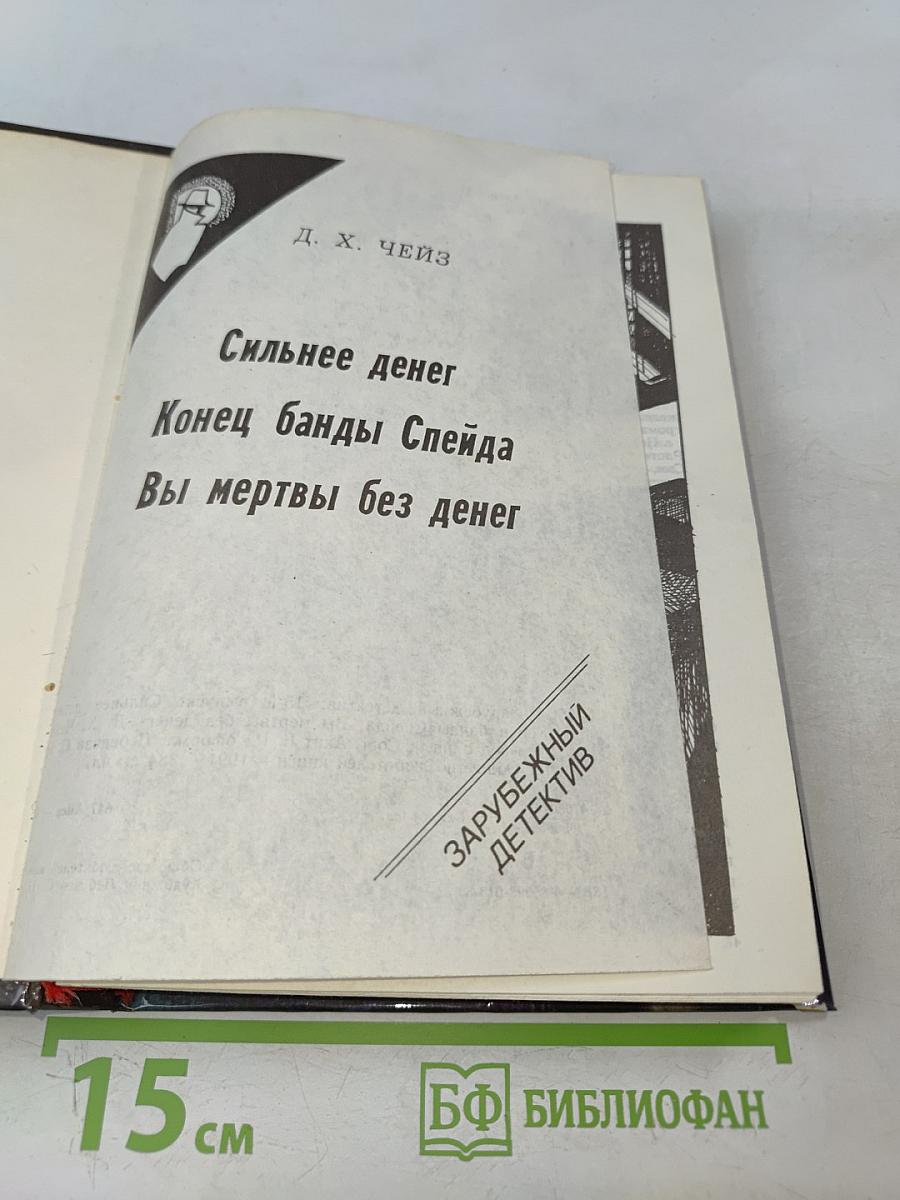 Д. Х. ЧЕЙЗ
Сильнее денег
Конец банды Спейда
Вы мертвы без денег
ЗАРУБЕЖНЫЙ
ДЕТЕКТИВ
15 см
БФ БИБЛИОФАН